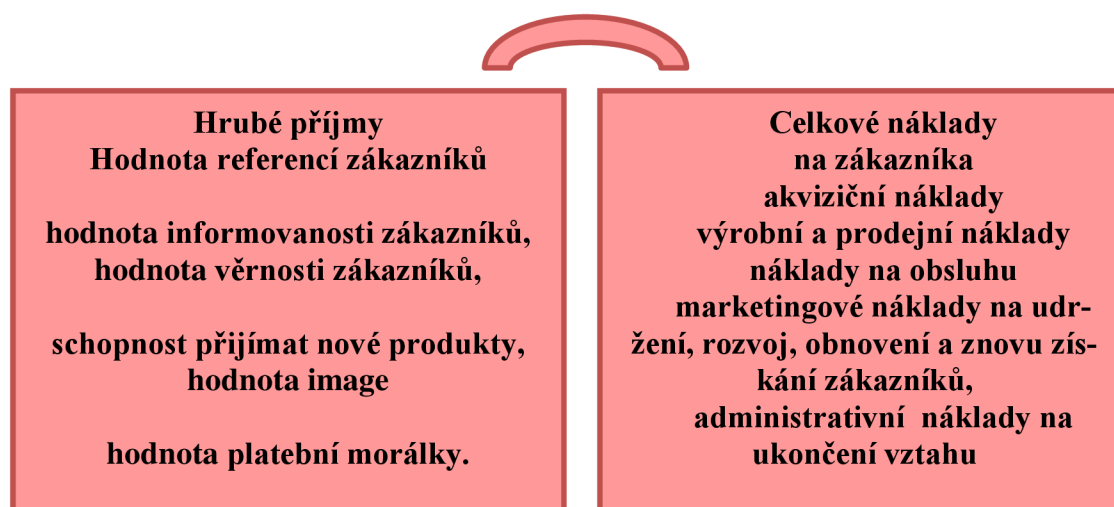 Hrubé příjmy
Hodnota referencí zákazníků
hodnota informovanosti zákazníků,
hodnota věrnosti zákazníků,
schopnost přijímat nové produkty,
hodnota image
hodnota platební morálky.
Celkové náklady
na zákazníka
akviziční náklady
výrobní a prodejní náklady
náklady na obsluhu
marketingové náklady na udr-
žení, rozvoj, obnovení a znovu zís-
kání zákazníků,
administrativní  náklady na
ukončení vztahu